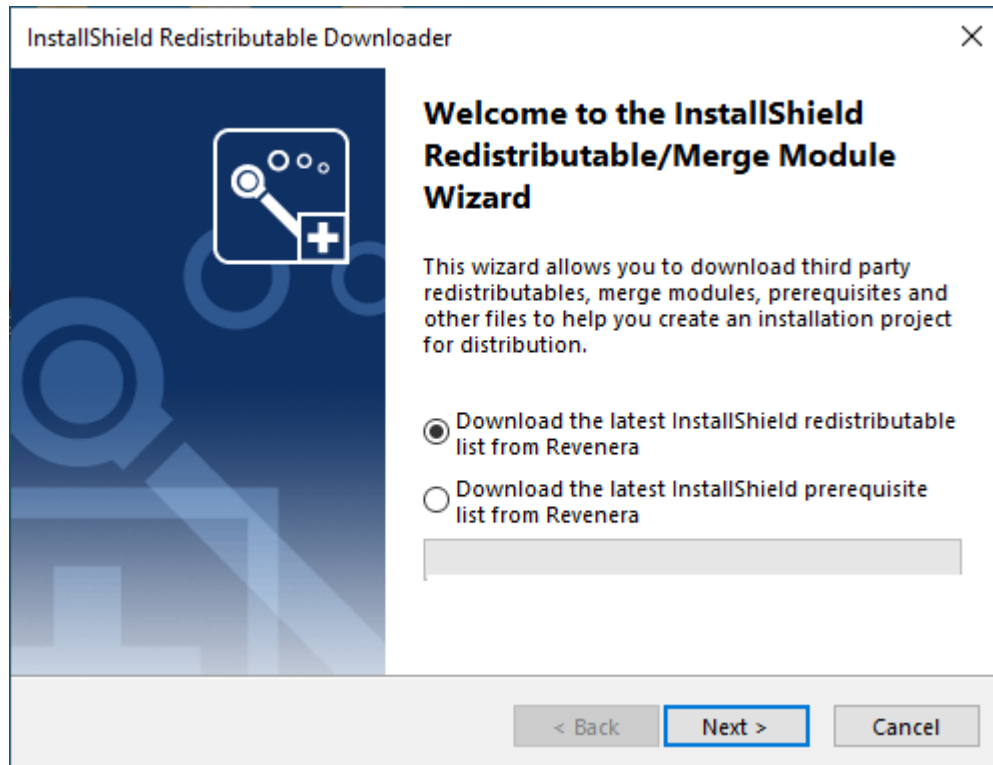 InstallShield Redistributable Downloader
Welcome to the InstallShield
Redistributable/Merge Module
Wizard
This wizard allows you to download third party
redistributables, merge modules, prerequisites and
other files to help you create an installation project
for distribution.
Download the latest InstallShield redistributable
list from Revenera
Download the latest InstallShield prerequisite
list from Revenera
< Back
Next >
Cancel